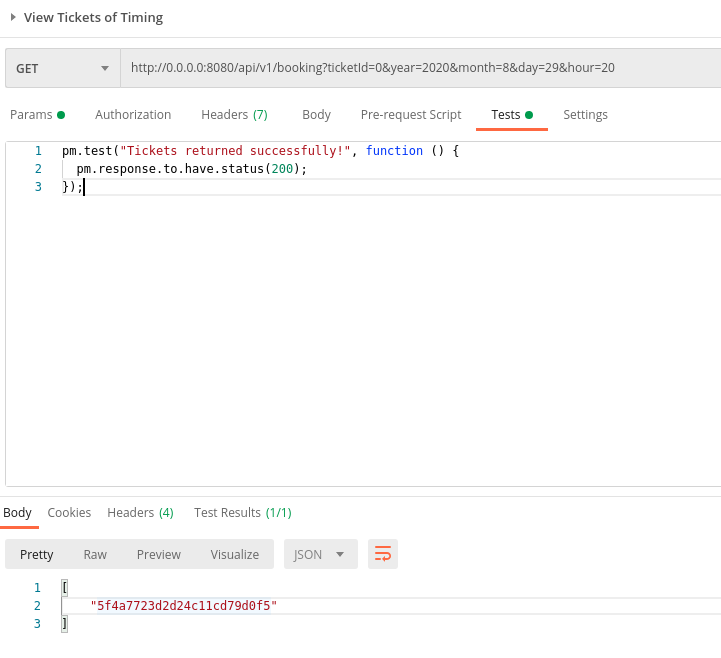 View Tickets of Timing
GET http://0.0.0.0:8080/api/v1/booking?ticketId=0&year=2020&month=8&day=29&hour=20
Params Authorization Headers (7) Body Pre-request Script Tests Settings
1 pm.test("Tickets returned successfully!", function () {
2 pm.response.to.have.status(200);
3 });
Body Cookies Headers (4) Test Results (1/1)
Pretty Raw Preview Visualize JSON
1 [
2 "5f4a7723d2d24c11cd79d0f5"
3 ]